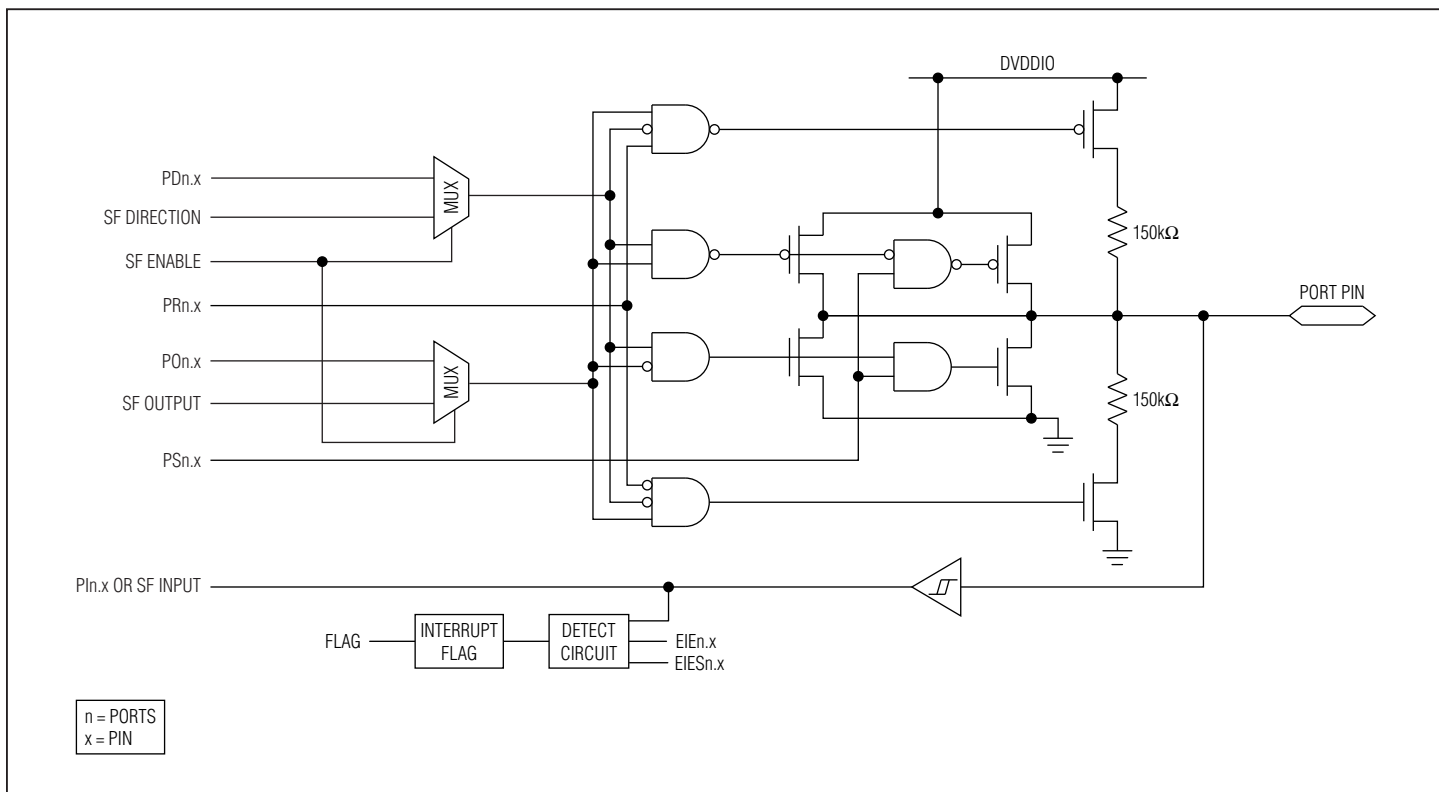 DVDDIO
PDn.x
SF DIRECTION
MUX
SF ENABLE
PRn.x
POn.x
SF OUTPUT
MUX
PSn.x
150kΩ
PORT PIN
150kΩ
PIn.x OR SF INPUT
FLAG
INTERRUPT
FLAG
DETECT
CIRCUIT
EIEn.x
EIESn.x
n = PORTS
x = PIN